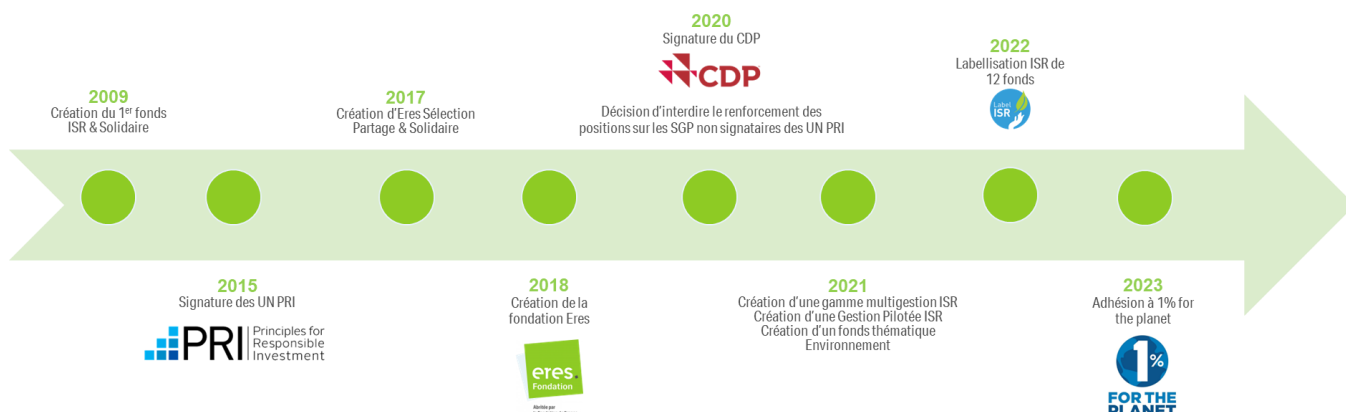 2009
Création du 1er fonds
ISR & Solidaire
2015
Signature des UN PRI
PRI
Principles for
Responsible
Investment
2017
Création d'Eres Sélection
Partage & Solidaire
2018
Création de la
fondation Eres
eres.
Fondation
Abritée par
2020
Signature du CDP
CDP
Décision d'interdire le renforcement des
positions sur les SGP non signataires des UN PRI
2021
Création d'une gamme multigestion ISR
Création d'une Gestion Pilotée ISR
Création d'un fonds thématique
Environnement
2022
Labellisation ISR de
12 fonds
Label
ISR
2023
Adhésion à 1% for
the planet
1%
FOR THE
PLANET